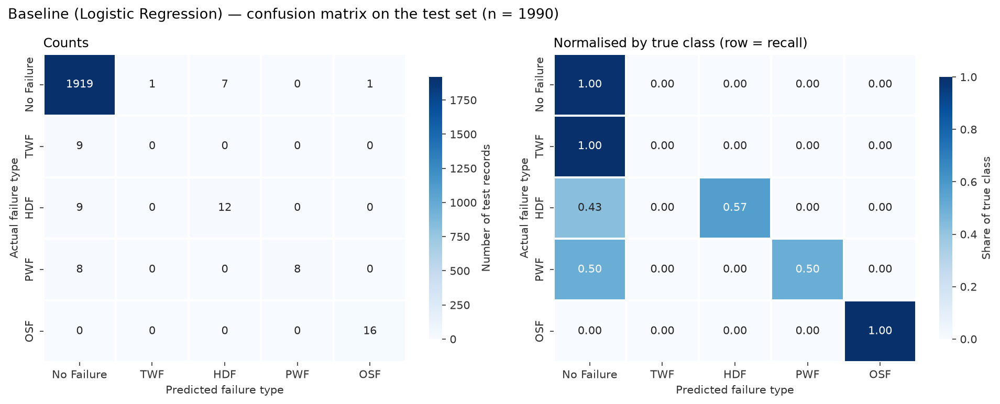 Baseline (Logistic Regression) — confusion matrix on the test set (n = 1990)
Counts
Actual failure type
No Failure
TWF
HDF
PWF
OSF
1919 1 7 0 1
9 0 0 0 0
9 0 12 0 0
8 0 0 8 0
0 0 0 0 16
No Failure TWF HDF PWF OSF
Predicted failure type
1750
1500
1250
1000
750
500
250
0
Number of test records
Normalised by true class (row = recall)
Actual failure type
No Failure
TWF
HDF
PWF
OSF
1.00 0.00 0.00 0.00 0.00
1.00 0.00 0.00 0.00 0.00
0.43 0.00 0.57 0.00 0.00
0.50 0.00 0.00 0.50 0.00
0.00 0.00 0.00 0.00 1.00
No Failure TWF HDF PWF OSF
Predicted failure type
1.0
0.8
0.6
0.4
0.2
0.0
Share of true class